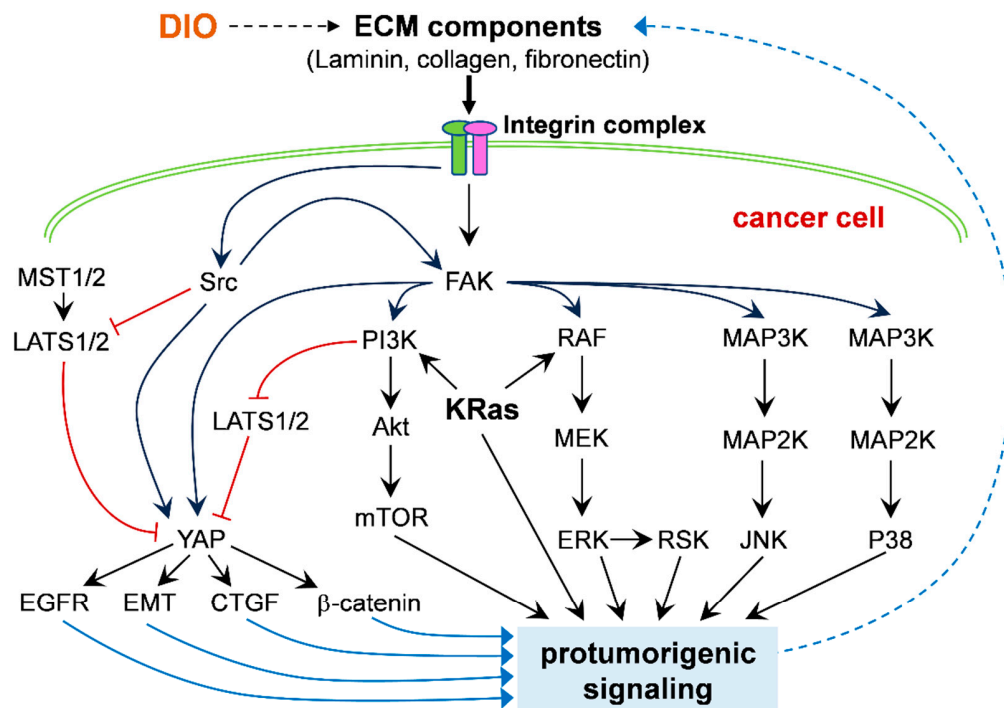 DIO
ECM components
(Laminin, collagen, fibronectin)
Integrin complex
cancer cell
MST1/2
Src
FAK
LATS1/2
PI3K
RAF
MAP3K
MAP3K
LATS1/2
Akt
KRas
MEK
MAP2K
MAP2K
mTOR
YAP
ERK
RSK
JNK
P38
EGFR
EMT
CTGF
β-catenin
protumorigenic
signaling